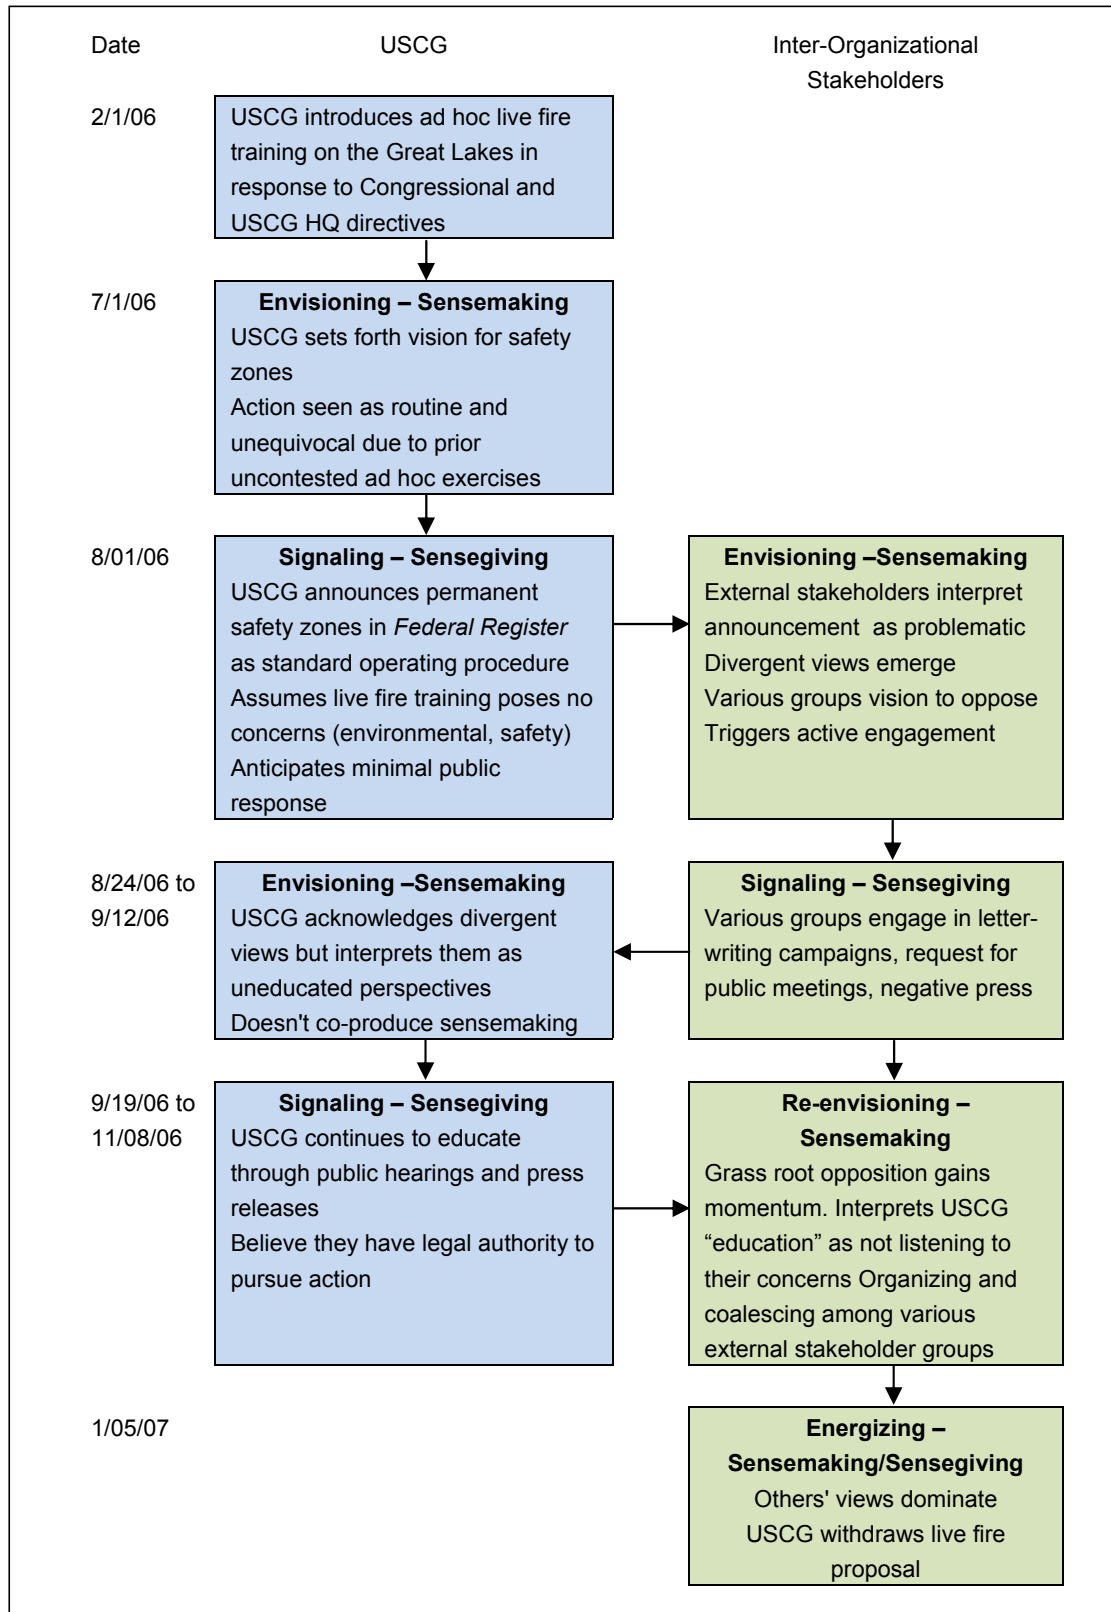 Date
USCG
Inter-Organizational
Stakeholders
2/1/06
USCG introduces ad hoc live fire
training on the Great Lakes in
response to Congressional and
USCG HQ directives
7/1/06
Envisioning – Sensemaking
USCG sets forth vision for safety
zones
Action seen as routine and
unequivocal due to prior
uncontested ad hoc exercises
8/01/06
Signaling – Sensegiving
USCG announces permanent
safety zones in Federal Register
as standard operating procedure
Assumes live fire training poses no
concerns (environmental, safety)
Anticipates minimal public
response
Envisioning –Sensemaking
External stakeholders interpret
announcement  as problematic
Divergent views emerge
Various groups vision to oppose
Triggers active engagement
8/24/06 to
9/12/06
Envisioning –Sensemaking
USCG acknowledges divergent
views but interprets them as
uneducated perspectives
Doesn't co-produce sensemaking
Signaling – Sensegiving
Various groups engage in letter-
writing campaigns, request for
public meetings, negative press
9/19/06 to
11/08/06
Signaling – Sensegiving
USCG continues to educate
through public hearings and press
releases
Believe they have legal authority to
pursue action
Re-envisioning –
Sensemaking
Grass root opposition gains
momentum. Interprets USCG
“education” as not listening to
their concerns Organizing and
coalescing among various
external stakeholder groups
1/05/07
Energizing –
Sensemaking/Sensegiving
Others' views dominate
USCG withdraws live fire
proposal